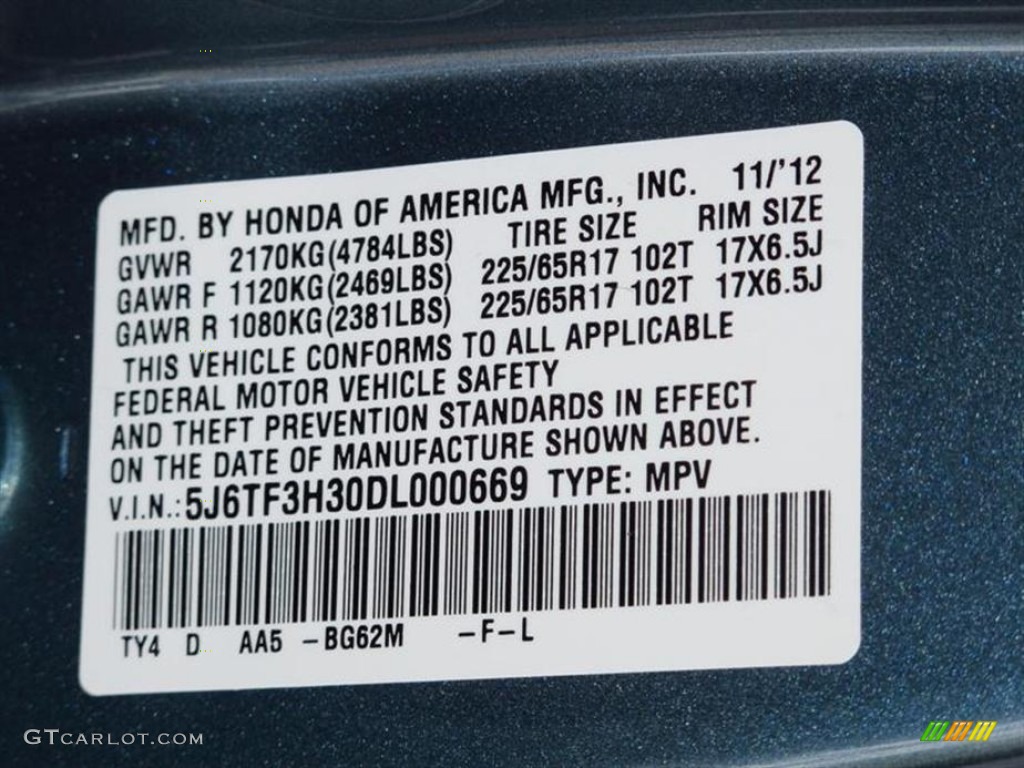 MFD. BY HONDA OF AMERICA MFG., INC. 11/'12
GVWR 2170KG(4784LBS) TIRE SIZE RIM SIZE
GAWR F 1120KG(2469LBS) 225/65R17 102T 17X6.5J
GAWR R 1080KG(2381LBS) 225/65R17 102T 17X6.5J
THIS VEHICLE CONFORMS TO ALL APPLICABLE
FEDERAL MOTOR VEHICLE SAFETY
AND THEFT PREVENTION STANDARDS IN EFFECT
ON THE DATE OF MANUFACTURE SHOWN ABOVE.
V.I.N.:5J6TF3H30DL000669 TYPE: MPV
TY4 D AA5 -BG62M -F-L
GTCARLOT.COM